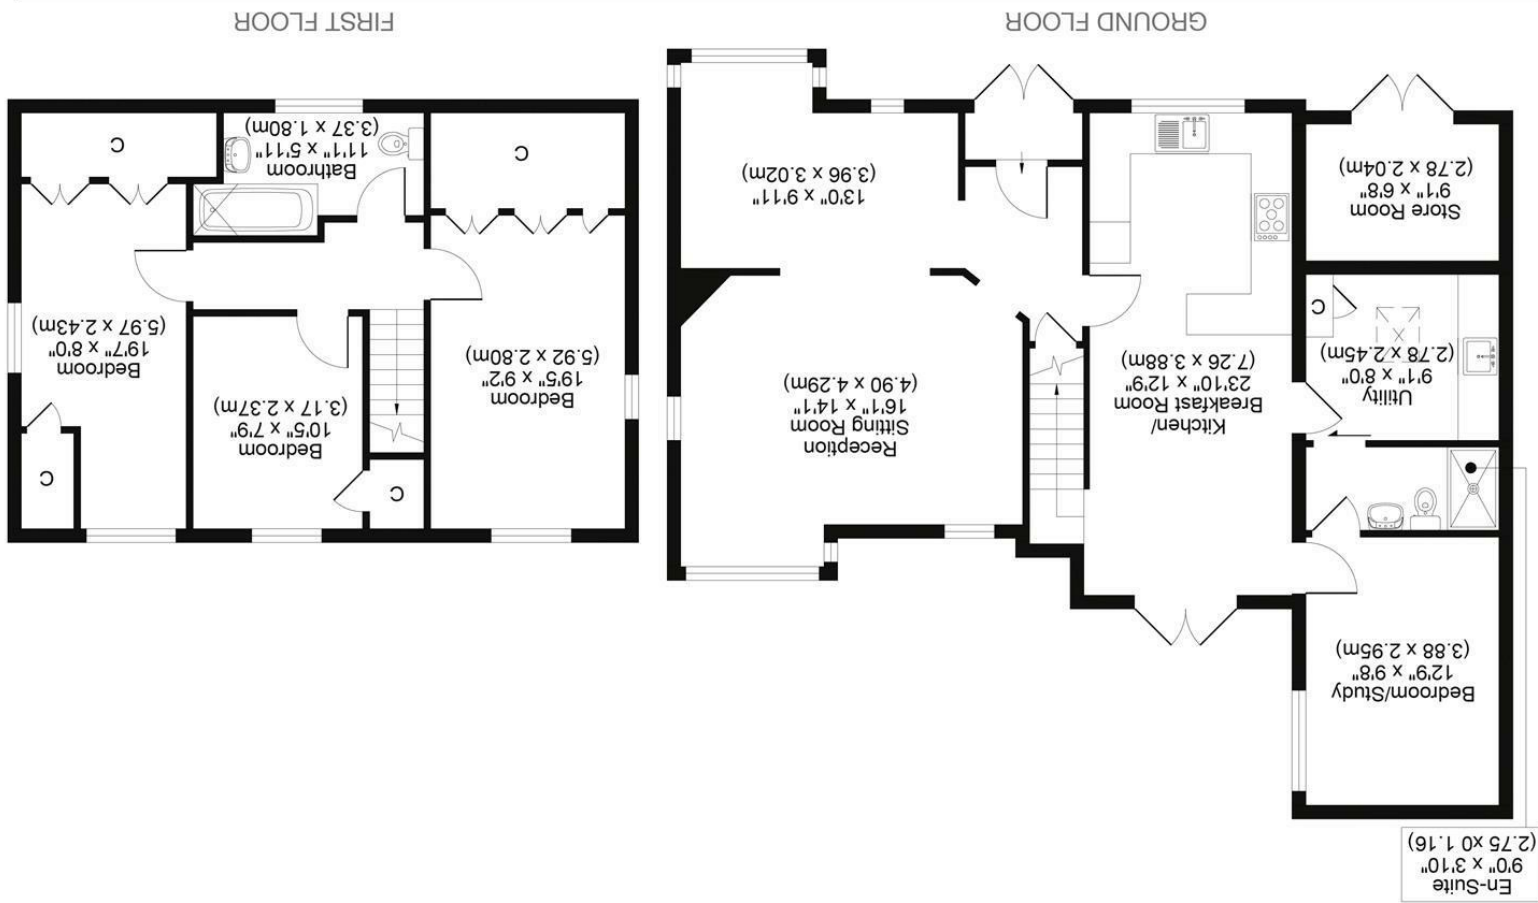 En-Suite
9'0" x 3'10"
(2.75 x0 1.16)
Bedroom/Study
12'9" x 9'8"
(3.88 x 2.95m)
Utility
9'1" x 8'0"
(2.78 x 2.45m)
C
Store Room
9'1" x 6'8"
(2.78 x 2.04m)
Kitchen/
Breakfast Room
23'10" x 12'9"
(7.26 x 3.88m)
Reception
Sitting Room
16'1" x 14'1"
(4.90 x 4.29m)
13'0" x 9'11"
(3.96 x 3.02m)
GROUND FLOOR
Bedroom
19'5" x 9'2"
(5.92 x 2.80m)
C
C
Bedroom
10'5" x 7'9"
(3.17 x 2.37m)
C
Bedroom
19'7" x 8'0"
(5.97 x 2.43m)
Bathroom
11'1" x 5'11"
(3.37 x 1.80m)
C
FIRST FLOOR